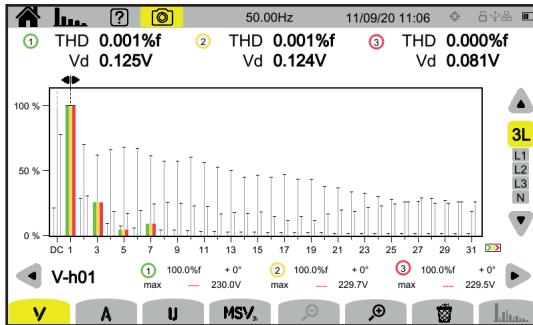 ? 50.00Hz 11/09/20 11:06
1 THD 0.001%f 2 THD 0.001%f 3 THD 0.000%f
Vd 0.125V Vd 0.124V Vd 0.081V
100 %
50 %
0 %
DC 1 3 5 7 9 11 13 15 17 19 21 23 25 27 29 31
3L
L1
L2
L3
N
V-h01 1 100.0%f + 0° 2 100.0%f + 0° 3 100.0%f + 0°
max ---- 230.0V max ---- 229.7V max ---- 229.5V
V A U MSV 3L